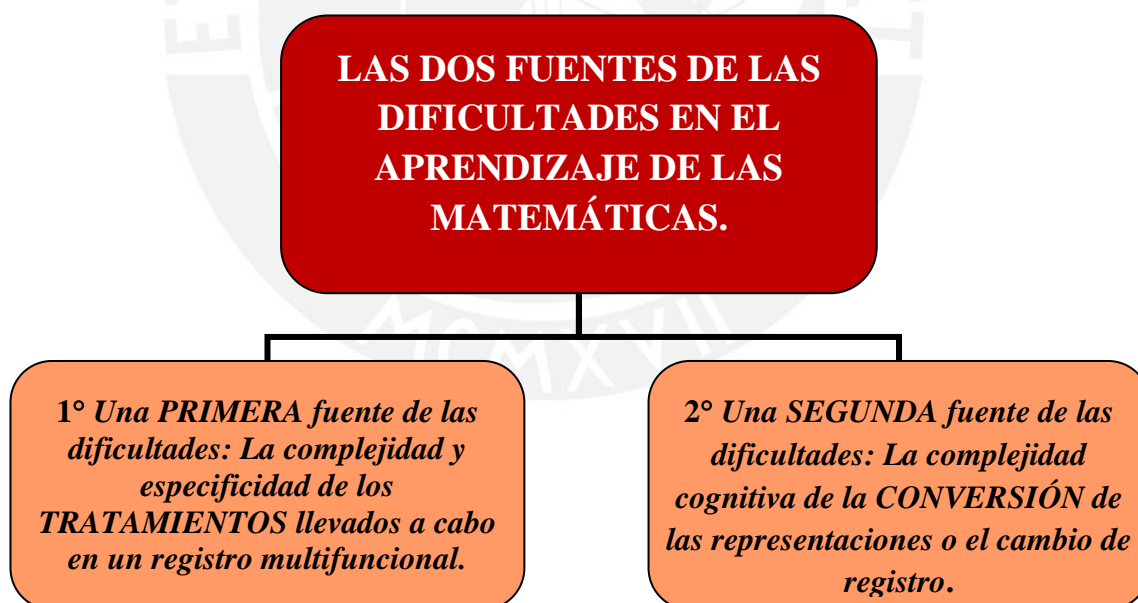 LAS DOS FUENTES DE LAS
DIFICULTADES EN EL
APRENDIZAJE DE LAS
MATEMÁTICAS.
1° Una PRIMERA fuente de las
dificultades: La complejidad y
especificidad de los
TRATAMIENTOS llevados a cabo
en un registro multifuncional.
2° Una SEGUNDA fuente de las
dificultades: La complejidad
cognitiva de la CONVERSIÓN de
las representaciones o el cambio de
registro.
MCMXVII